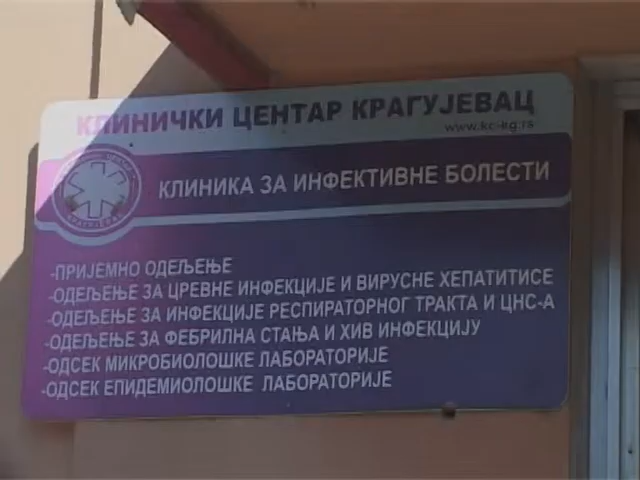 КЛИНИЧКИ ЦЕНТАР КРАГУЈЕВАЦ
www.kc-kg.rs
КЛИНИКА ЗА ИНФЕКТИВНЕ БОЛЕСТИ
-ПРИЈЕМНО ОДЕЉЕЊЕ
-ОДЕЉЕЊЕ ЗА ЦРЕВНЕ ИНФЕКЦИЈЕ И ВИРУСНЕ ХЕПАТИТИСЕ
-ОДЕЉЕЊЕ ЗА ИНФЕКЦИЈЕ РЕСПИРАТОРНОГ ТРАКТА И ЦНС-А
-ОДЕЉЕЊЕ ЗА ФЕБРИЛНА СТАЊА И ХИВ ИНФЕКЦИЈУ
-ОДСЕК МИКРОБИОЛОШКЕ ЛАБОРАТОРИЈЕ
-ОДСЕК ЕПИДЕМИОЛОШКЕ ЛАБОРАТОРИЈЕ